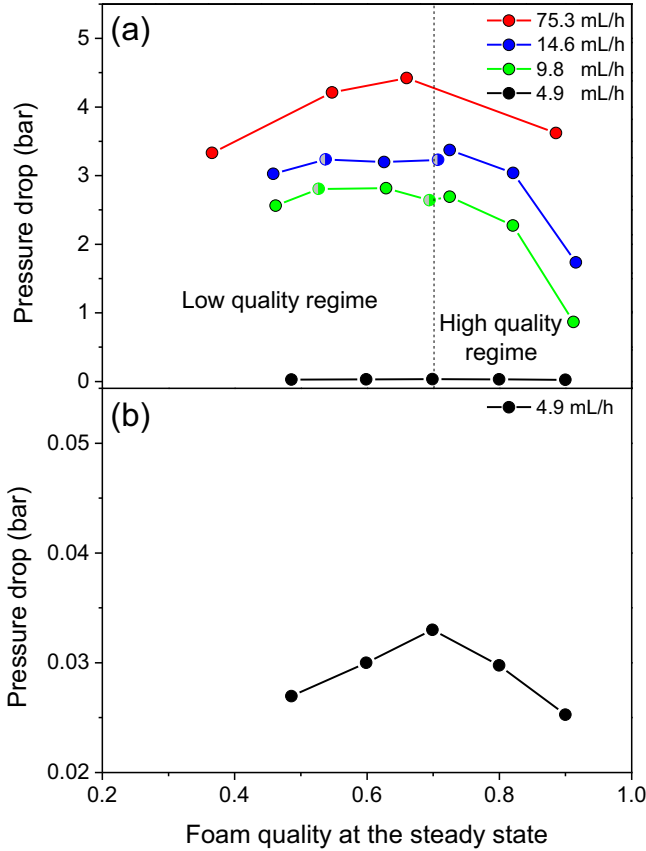 (a)
75.3 mL/h
14.6 mL/h
9.8 mL/h
4.9 mL/h
5
4
3
2
1
0
Pressure drop (bar)
Low quality regime
High quality
regime
(b)
4.9 mL/h
0.05
0.04
0.03
0.02
Pressure drop (bar)
0.2
0.4
0.6
0.8
1.0
Foam quality at the steady state